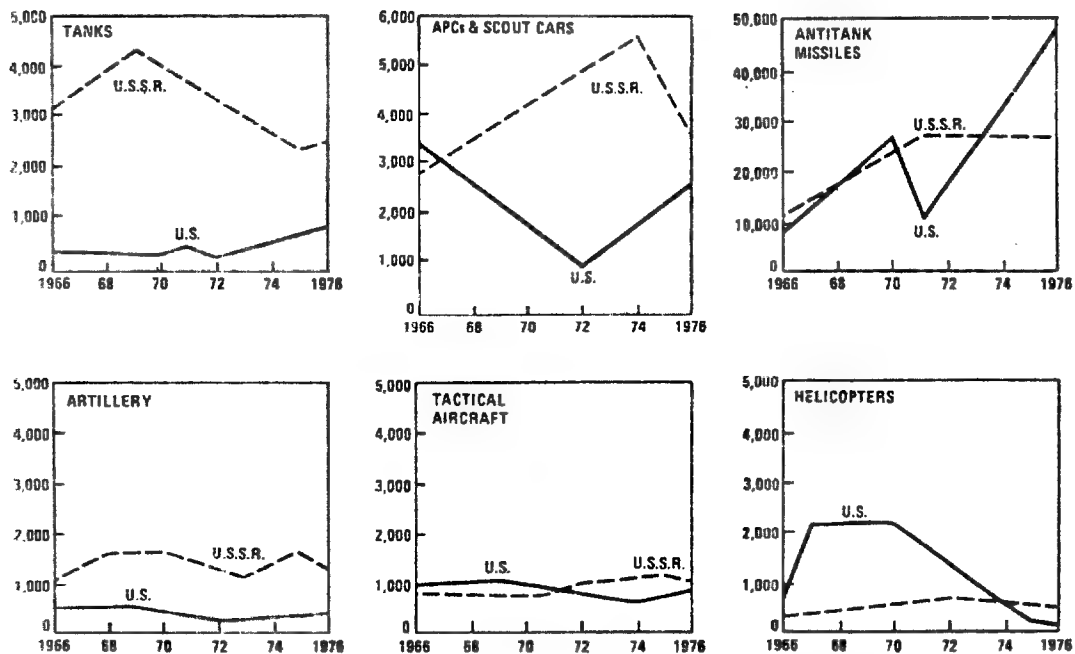 TANKS
5,000
4,000
3,000
2,000
1,000
0
U.S.S.R.
U.S.
1966 68 70 72 74 1976
APCs & SCOUT CARS
6,000
5,000
4,000
3,000
2,000
1,000
0
U.S.S.R.
U.S.
1966 68 70 72 74 1976
ANTITANK
MISSILES
50,000
40,000
30,000
20,000
10,000
0
U.S.S.R.
U.S.
1966 68 70 72 74 1976
ARTILLERY
5,000
4,000
3,000
2,000
1,000
0
U.S.S.R.
U.S.
1966 68 70 72 74 1976
TACTICAL
AIRCRAFT
5,000
4,000
3,000
2,000
1,000
0
U.S.
U.S.S.R.
1966 68 70 72 74 1976
HELICOPTERS
5,000
4,000
3,000
2,000
1,000
0
U.S.
1966 68 70 72 74 1976